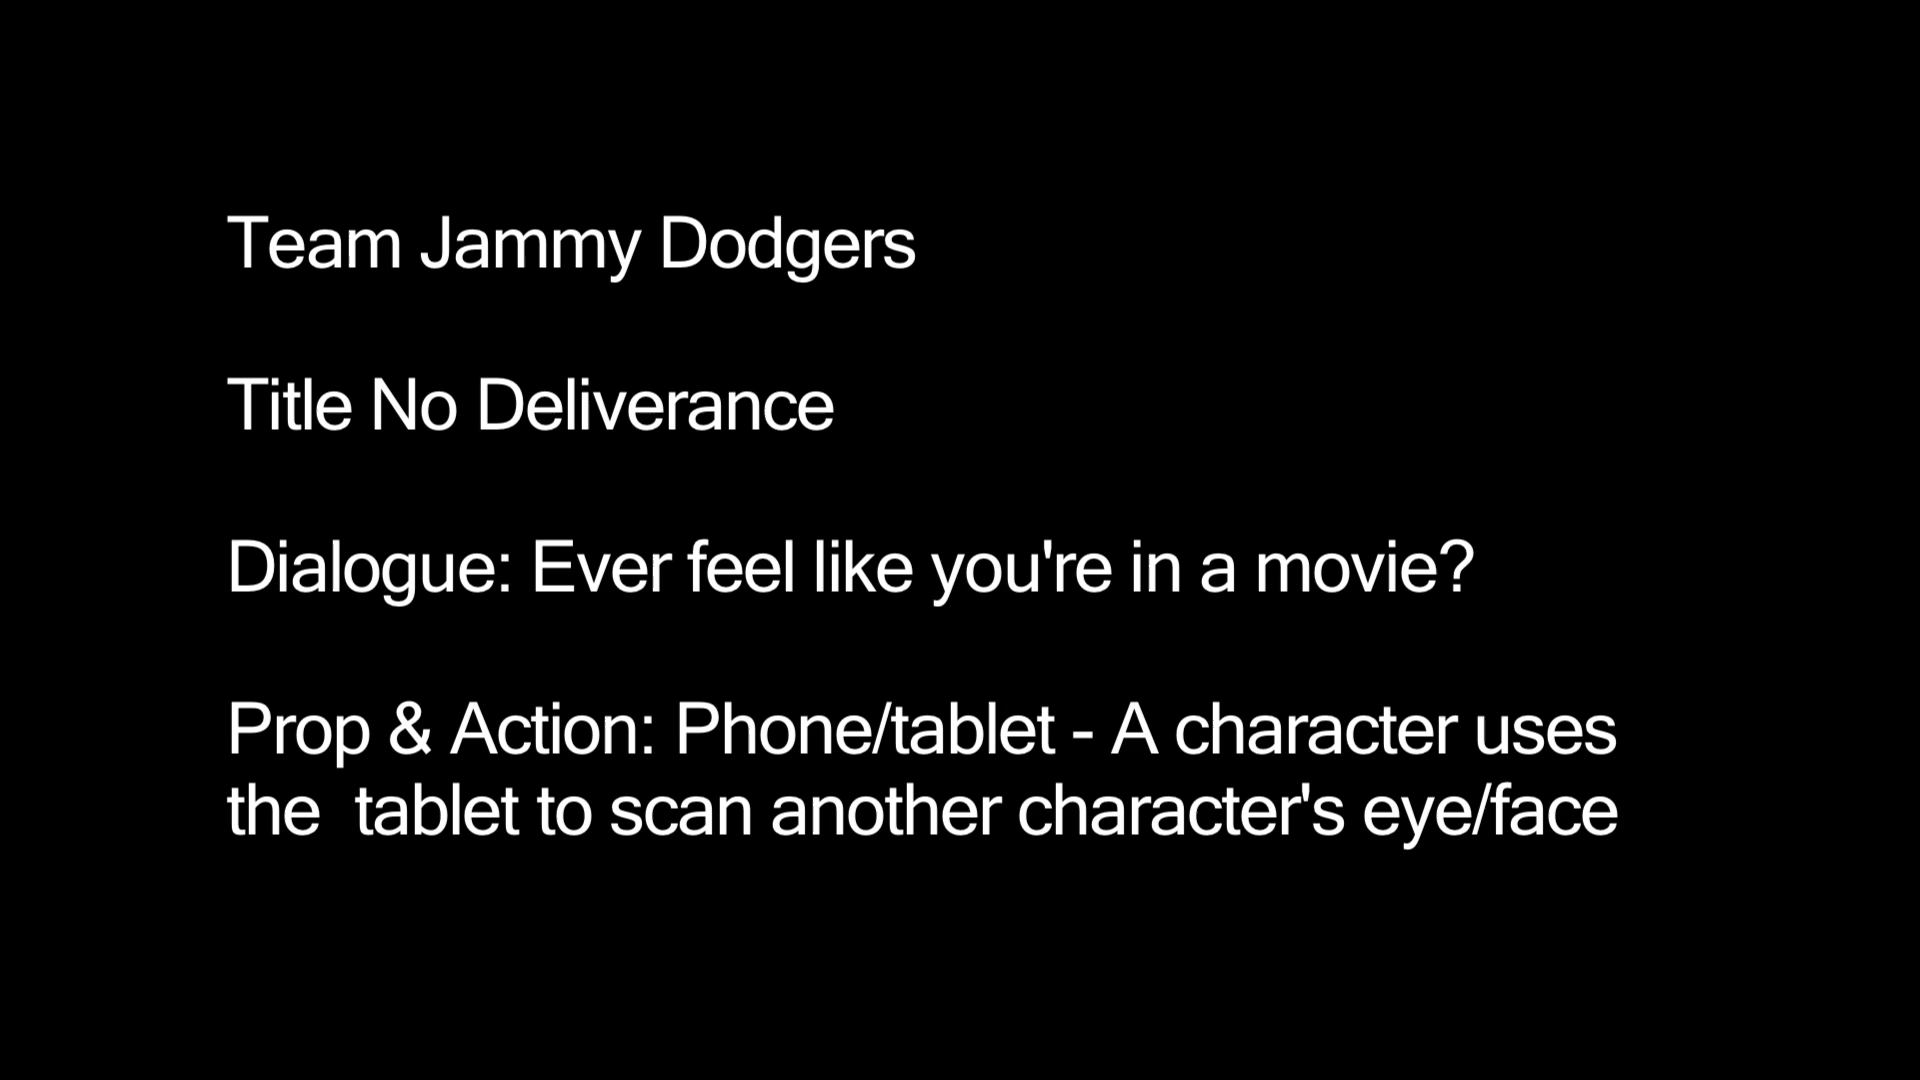 Team Jammy Dodgers
Title No Deliverance
Dialogue: Ever feel like you're in a movie?
Prop & Action: Phone/tablet - A character uses
the  tablet to scan another character's eye/face